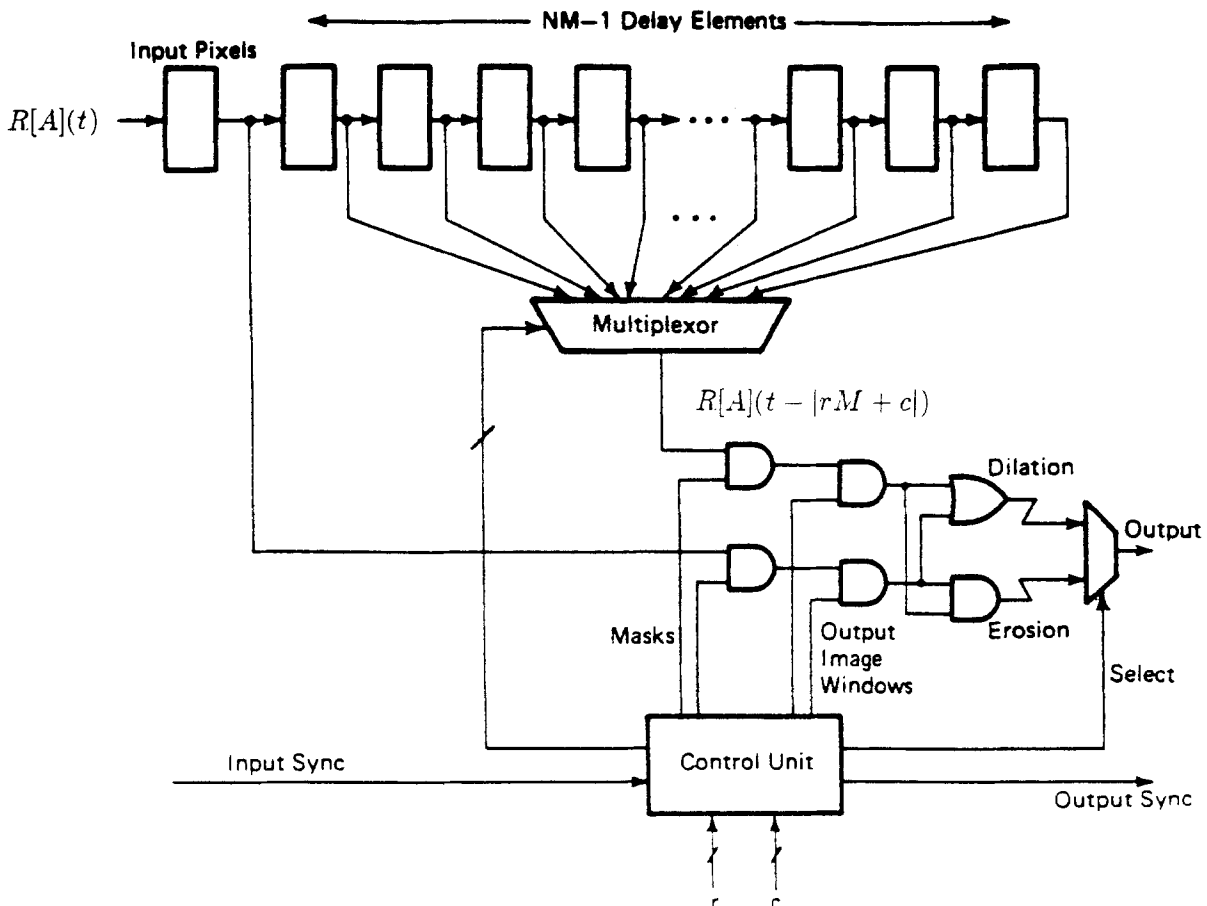 NM−1 Delay Elements
Input Pixels
R[A](t)
...
...
Multiplexor
R[A](t − |rM + c|)
Dilation
Output
Masks
Output
Image
Windows
Erosion
Select
Input Sync
Control Unit
Output Sync
r
c